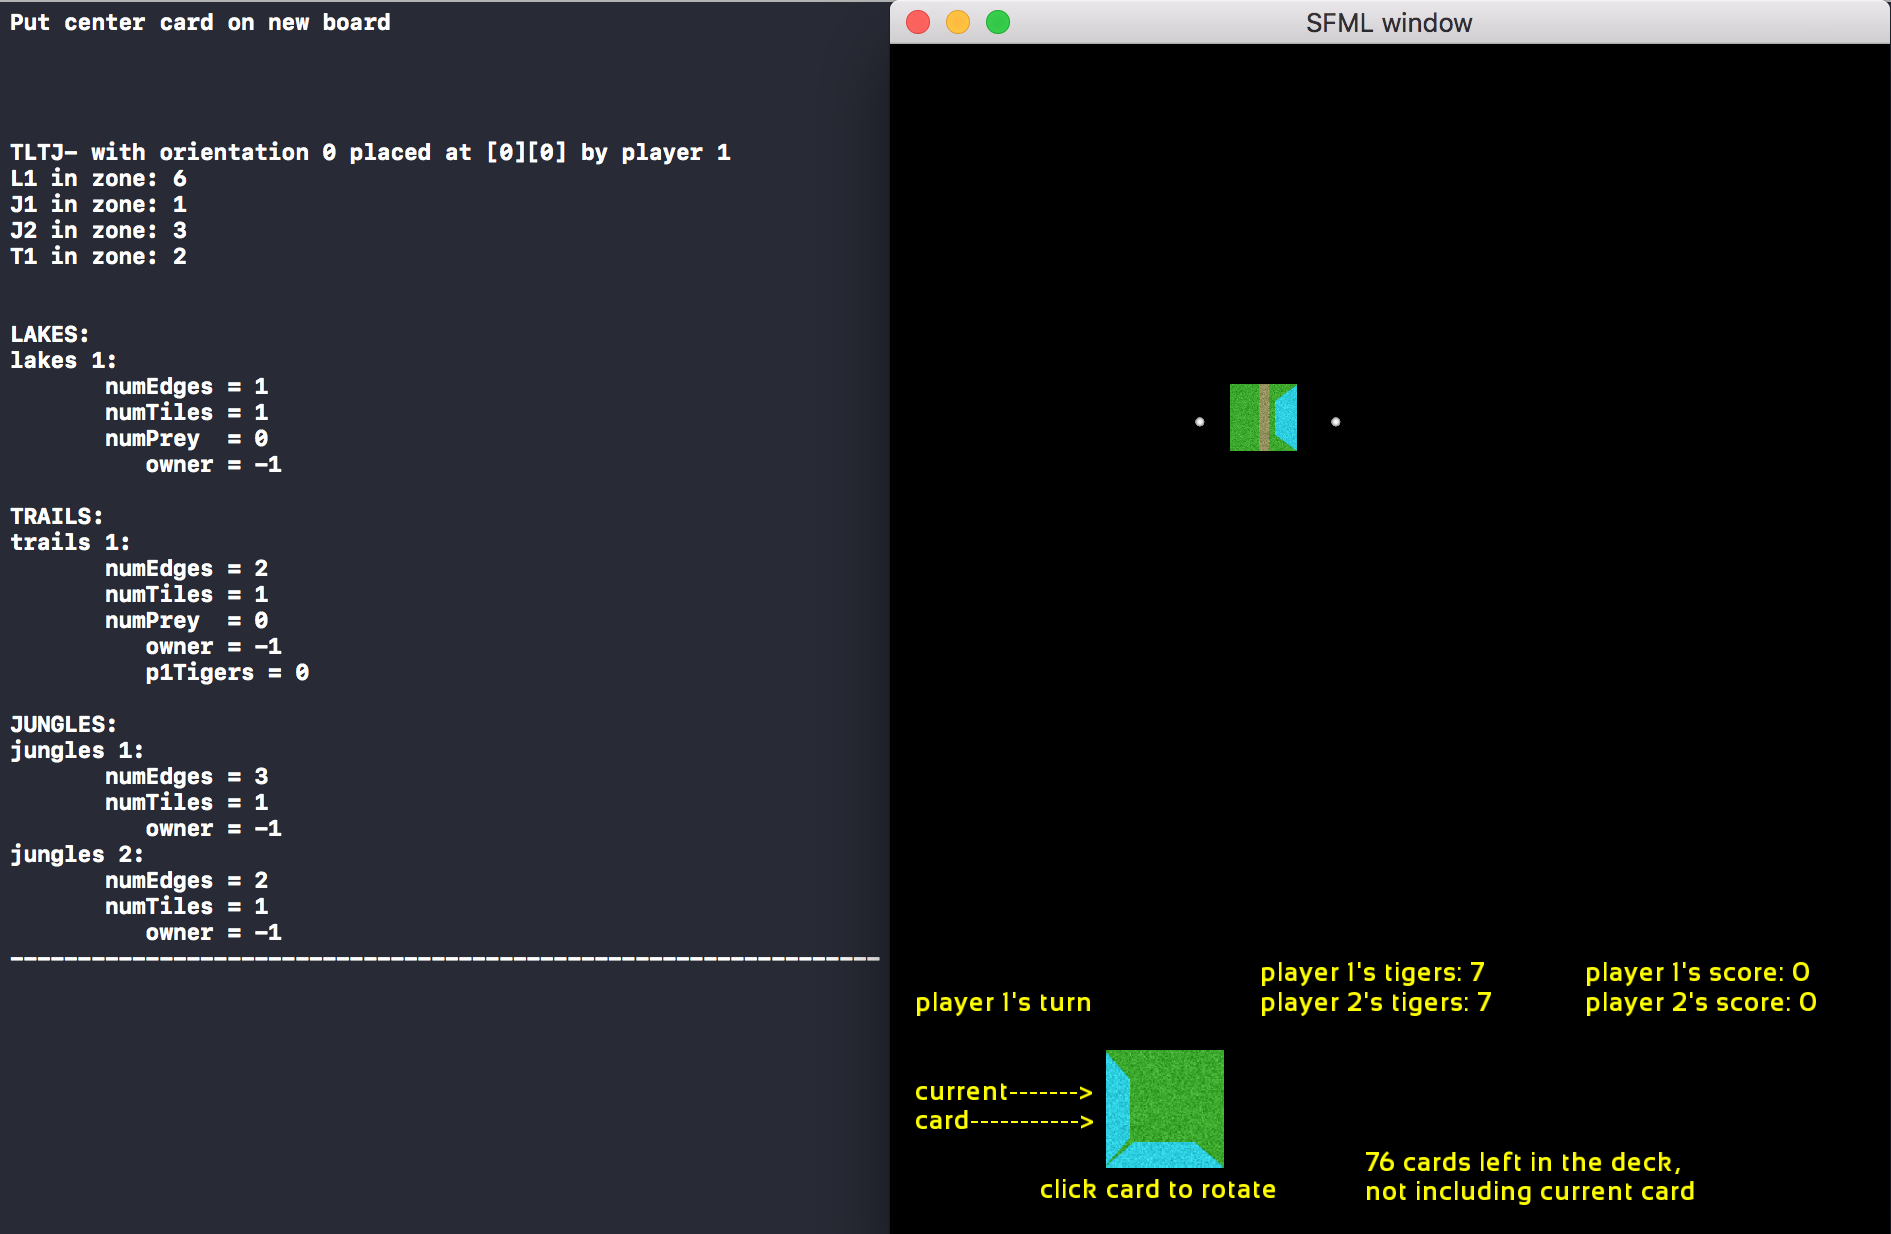 Put center card on new board
TLTJ- with orientation 0 placed at [0][0] by player 1
L1 in zone: 6
J1 in zone: 1
J2 in zone: 3
T1 in zone: 2
LAKES:
lakes 1:
numEdges = 1
numTiles = 1
numPrey  = 0
owner = -1
TRAILS:
trails 1:
numEdges = 2
numTiles = 1
numPrey  = 0
owner = -1
p1Tigers = 0
JUNGLES:
jungles 1:
numEdges = 3
numTiles = 1
owner = -1
jungles 2:
numEdges = 2
numTiles = 1
owner = -1
----------------------------------------------------------------
SFML window
player 1's turn
player 1's tigers: 7
player 2's tigers: 7
player 1's score: 0
player 2's score: 0
current------->
card----------->
click card to rotate
76 cards left in the deck,
not including current card